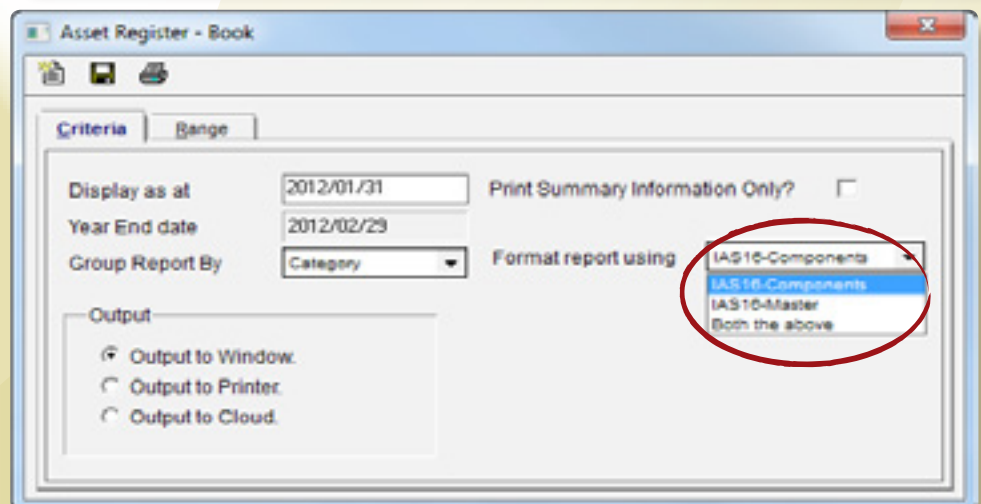 Asset Register - Book
Criteria
Range
Display as at 2012/01/31 Print Summary Information Only?
Year End date 2012/02/29
Group Report By Category Format report using IAS16-Components
IAS16-Components
IAS16-Master
Both the above
Output
Output to Window.
Output to Printer.
Output to Cloud.